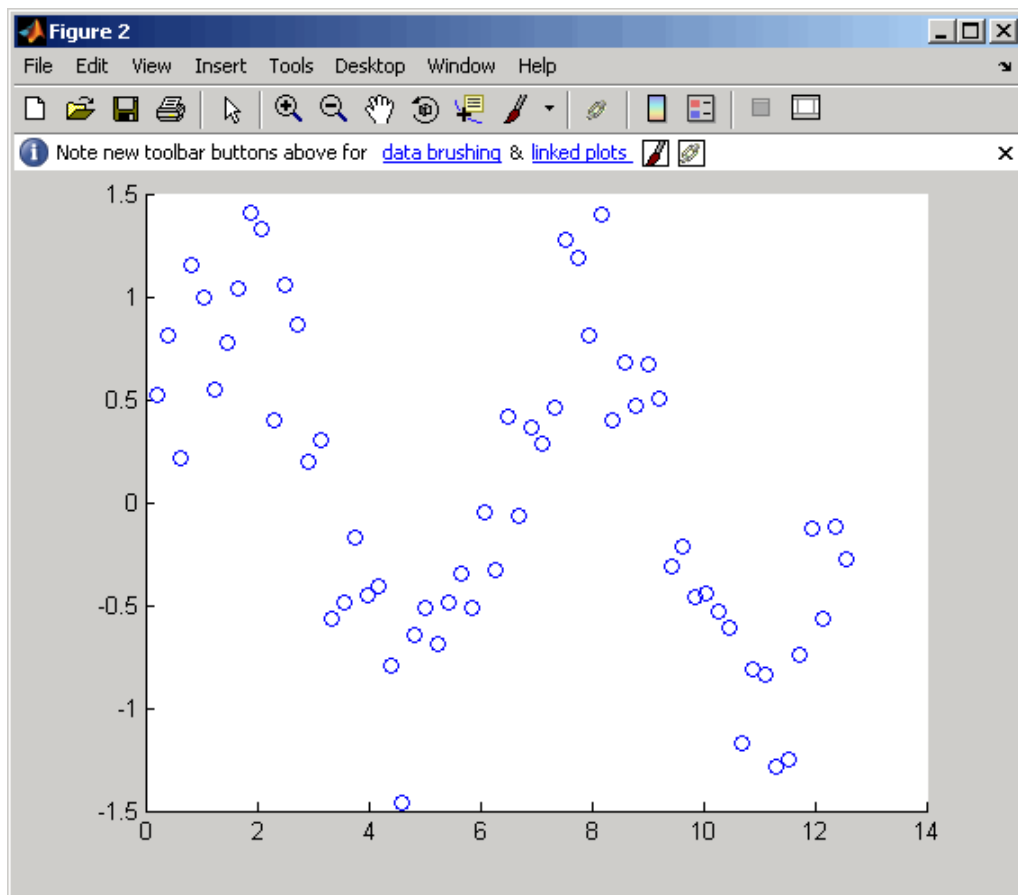 Figure 2
File Edit View Insert Tools Desktop Window Help
Note new toolbar buttons above for data brushing & linked plots
1.5
1
0.5
0
-0.5
-1
-1.5
0 2 4 6 8 10 12 14